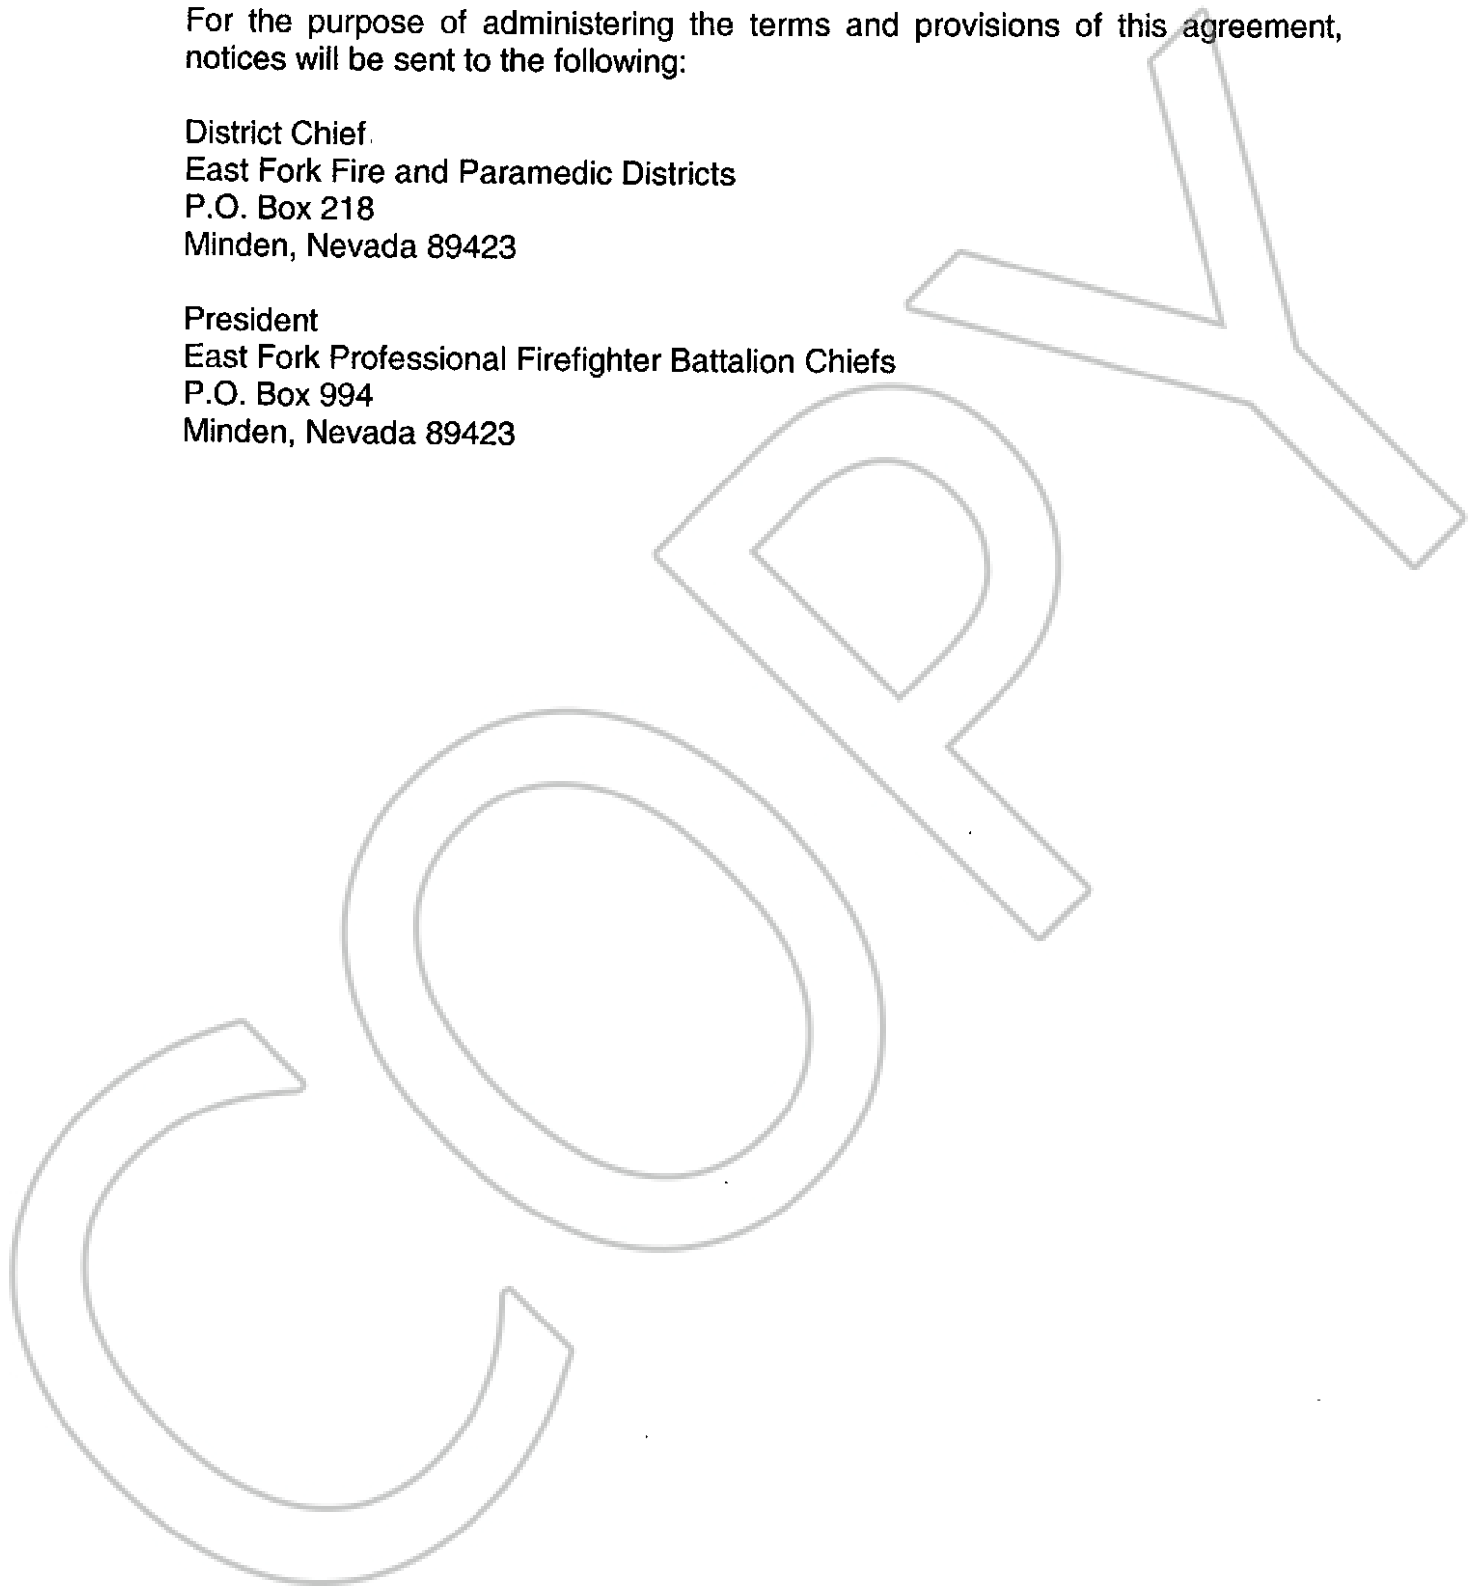 For the purpose of administering the terms and provisions of this agreement,
notices will be sent to the following:
District Chief
East Fork Fire and Paramedic Districts
P.O. Box 218
Minden, Nevada 89423
President
East Fork Professional Firefighter Battalion Chiefs
P.O. Box 994
Minden, Nevada 89423
COPY